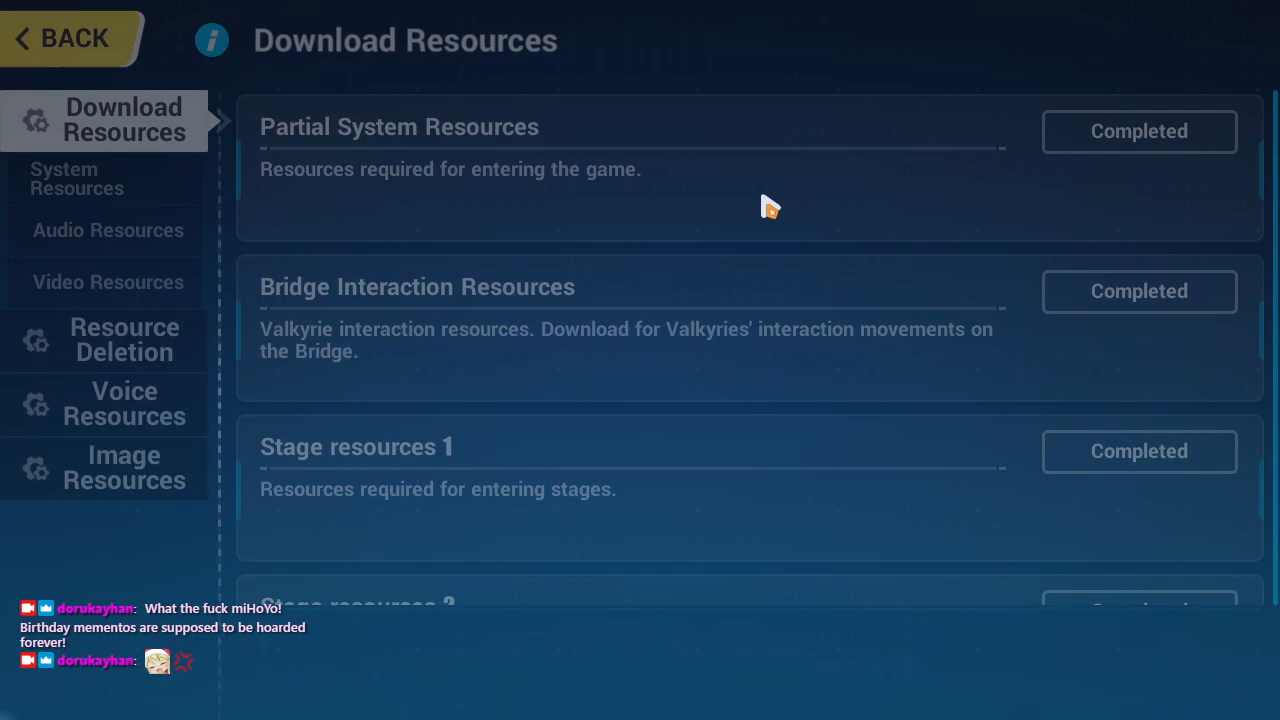 BACK
Download Resources
Download
Resources
System
Resources
Audio Resources
Video Resources
Resource
Deletion
Voice
Resources
Image
Resources
Partial System Resources
Completed
Resources required for entering the game.
Bridge Interaction Resources
Completed
Valkyrie interaction resources. Download for Valkyries' interaction movements on
the Bridge.
Stage resources 1
Completed
Resources required for entering stages.
Stage resources 2
dorukayhan: What the fuck miHoYo!
Birthday mementos are supposed to be hoarded
forever!
dorukayhan: